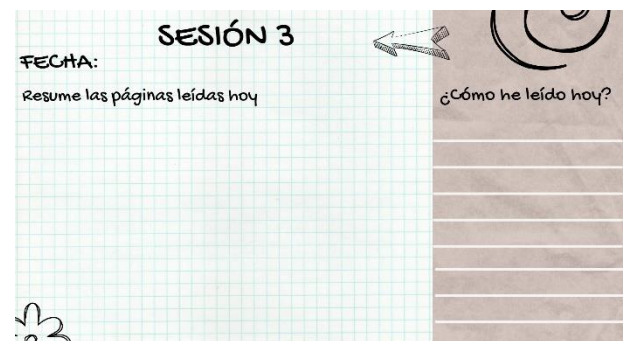 SESIÓN 3
FECHA:
Resume las páginas leídas hoy
¿Cómo he leído hoy?